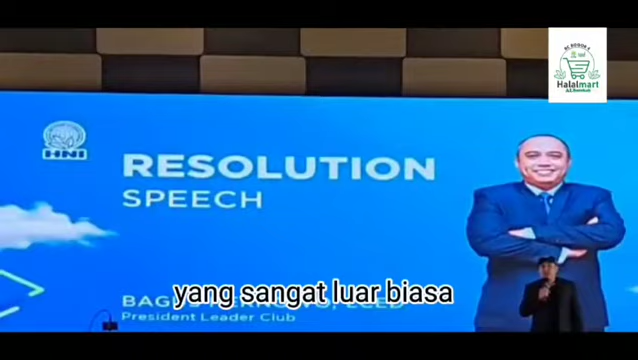 HNI
RESOLUTION
SPEECH
yang sangat luar biasa
President Leader Club
Halalmart